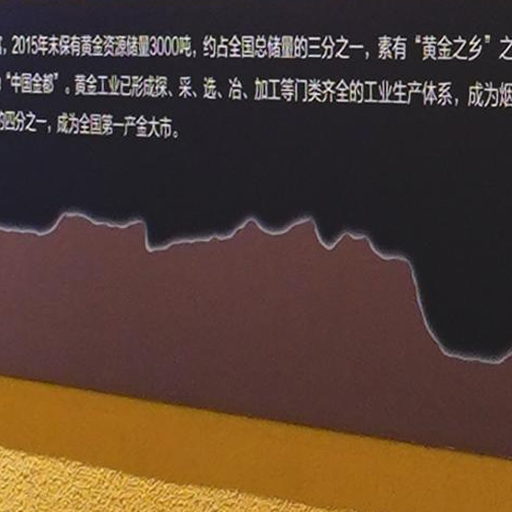 ，2015年末保有黄金资源储量3000吨，约占全国总储量的三分之一，素有“黄金之乡”之
“中国金都”。黄金工业已形成探、采、选、冶、加工等门类齐全的工业生产体系，成为烟
的四分之一，成为全国第一产金大市。